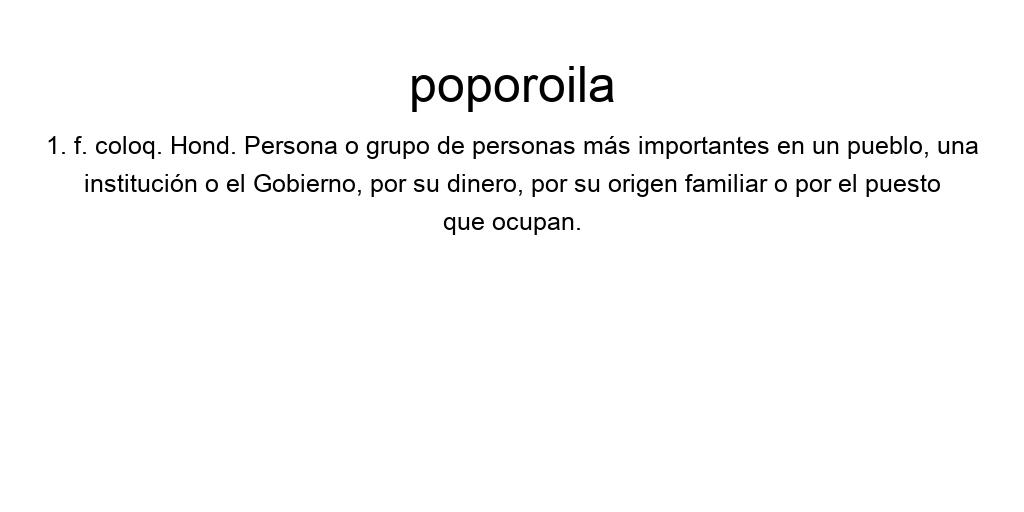 poporoila
1. f. coloq. Hond. Persona o grupo de personas más importantes en un pueblo, una
institución o el Gobierno, por su dinero, por su origen familiar o por el puesto
que ocupan.